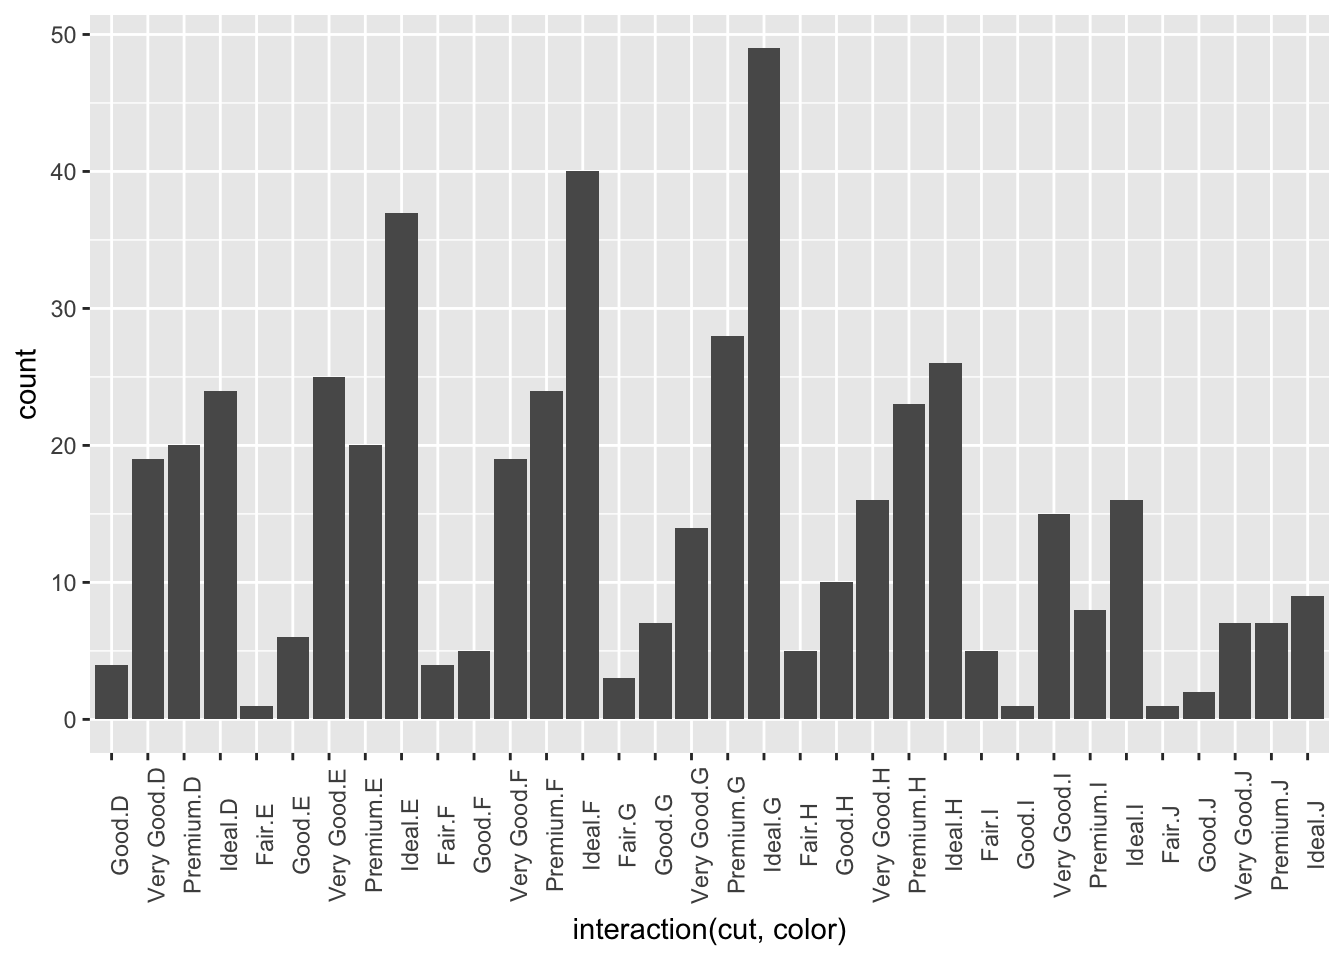 50
40
30
20
10
0
count
Good.D
Very Good.D
Premium.D
Ideal.D
Fair.E
Good.E
Very Good.E
Premium.E
Ideal.E
Fair.F
Good.F
Very Good.F
Premium.F
Ideal.F
Fair.G
Good.G
Very Good.G
Premium.G
Ideal.G
Fair.H
Good.H
Very Good.H
Premium.H
Ideal.H
Fair.I
Good.I
Very Good.I
Premium.I
Ideal.I
Fair.J
Good.J
Very Good.J
Premium.J
Ideal.J
interaction(cut, color)